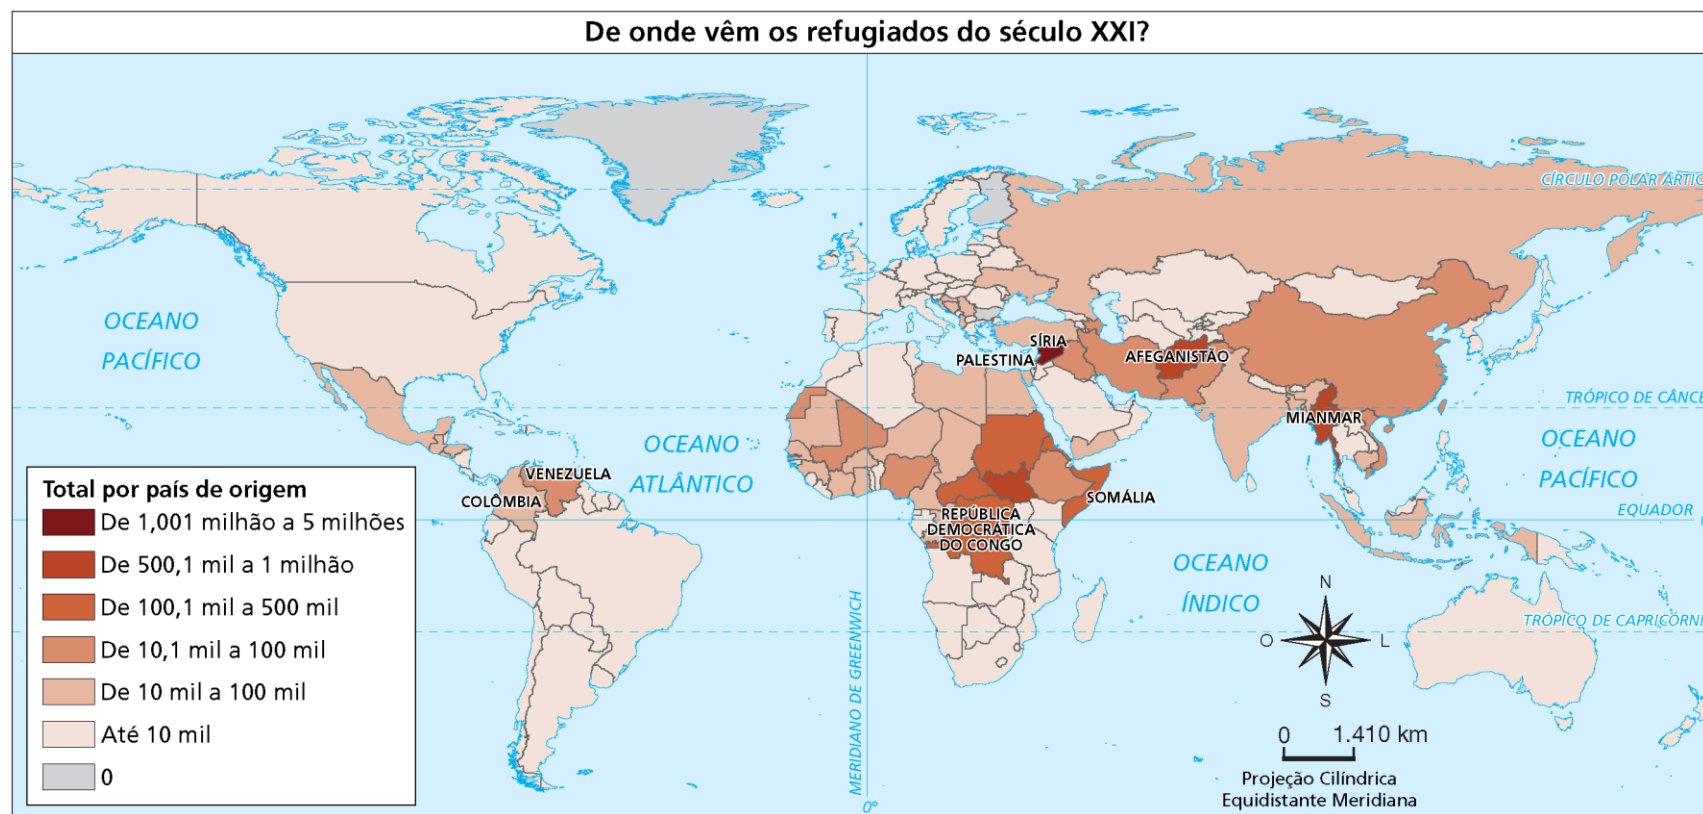 De onde vêm os refugiados do século XXI?
CÍRCULO POLAR ÁRTIC
OCEANO
PACÍFICO
SÍRIA
PALESTINA
AFEGANISTÃO
TRÓPICO DE CÂNCE
MIANMAR
OCEANO
ATLÂNTICO
OCEANO
PACÍFICO
VENEZUELA
COLÔMBIA
SOMÁLIA
REPÚBLICA
DEMOCRÁTICA
DO CONGO
EQUADOR
OCEANO
ÍNDICO
TRÓPICO DE CAPRICÓRNI
MERIDIANO DE GREENWICH
0°
Total por país de origem
De 1,001 milhão a 5 milhões
De 500,1 mil a 1 milhão
De 100,1 mil a 500 mil
De 10,1 mil a 100 mil
De 10 mil a 100 mil
Até 10 mil
0
N
O
L
S
0 1.410 km
Projeção Cilíndrica
Equidistante Meridiana